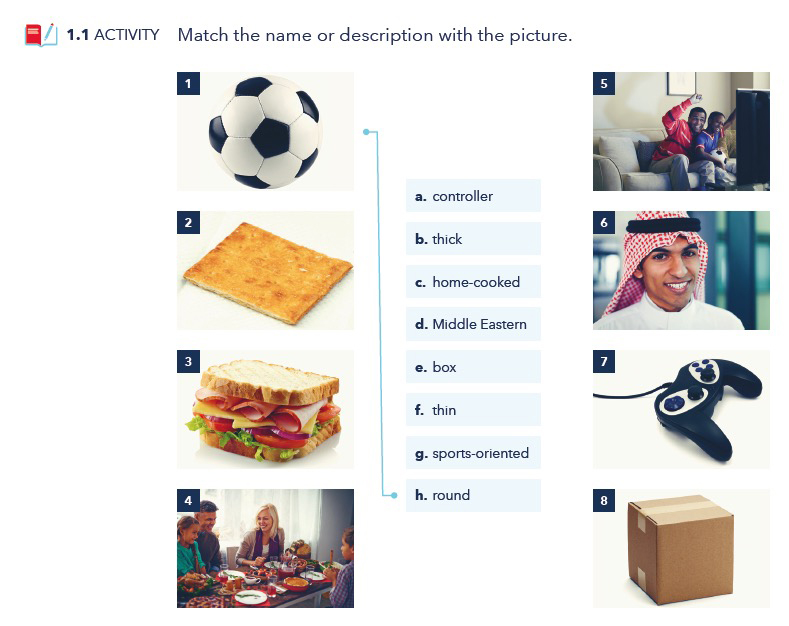 1.1 ACTIVITY Match the name or description with the picture.
1
2
3
4
a. controller
b. thick
c. home-cooked
d. Middle Eastern
e. box
f. thin
g. sports-oriented
h. round
5
6
7
8